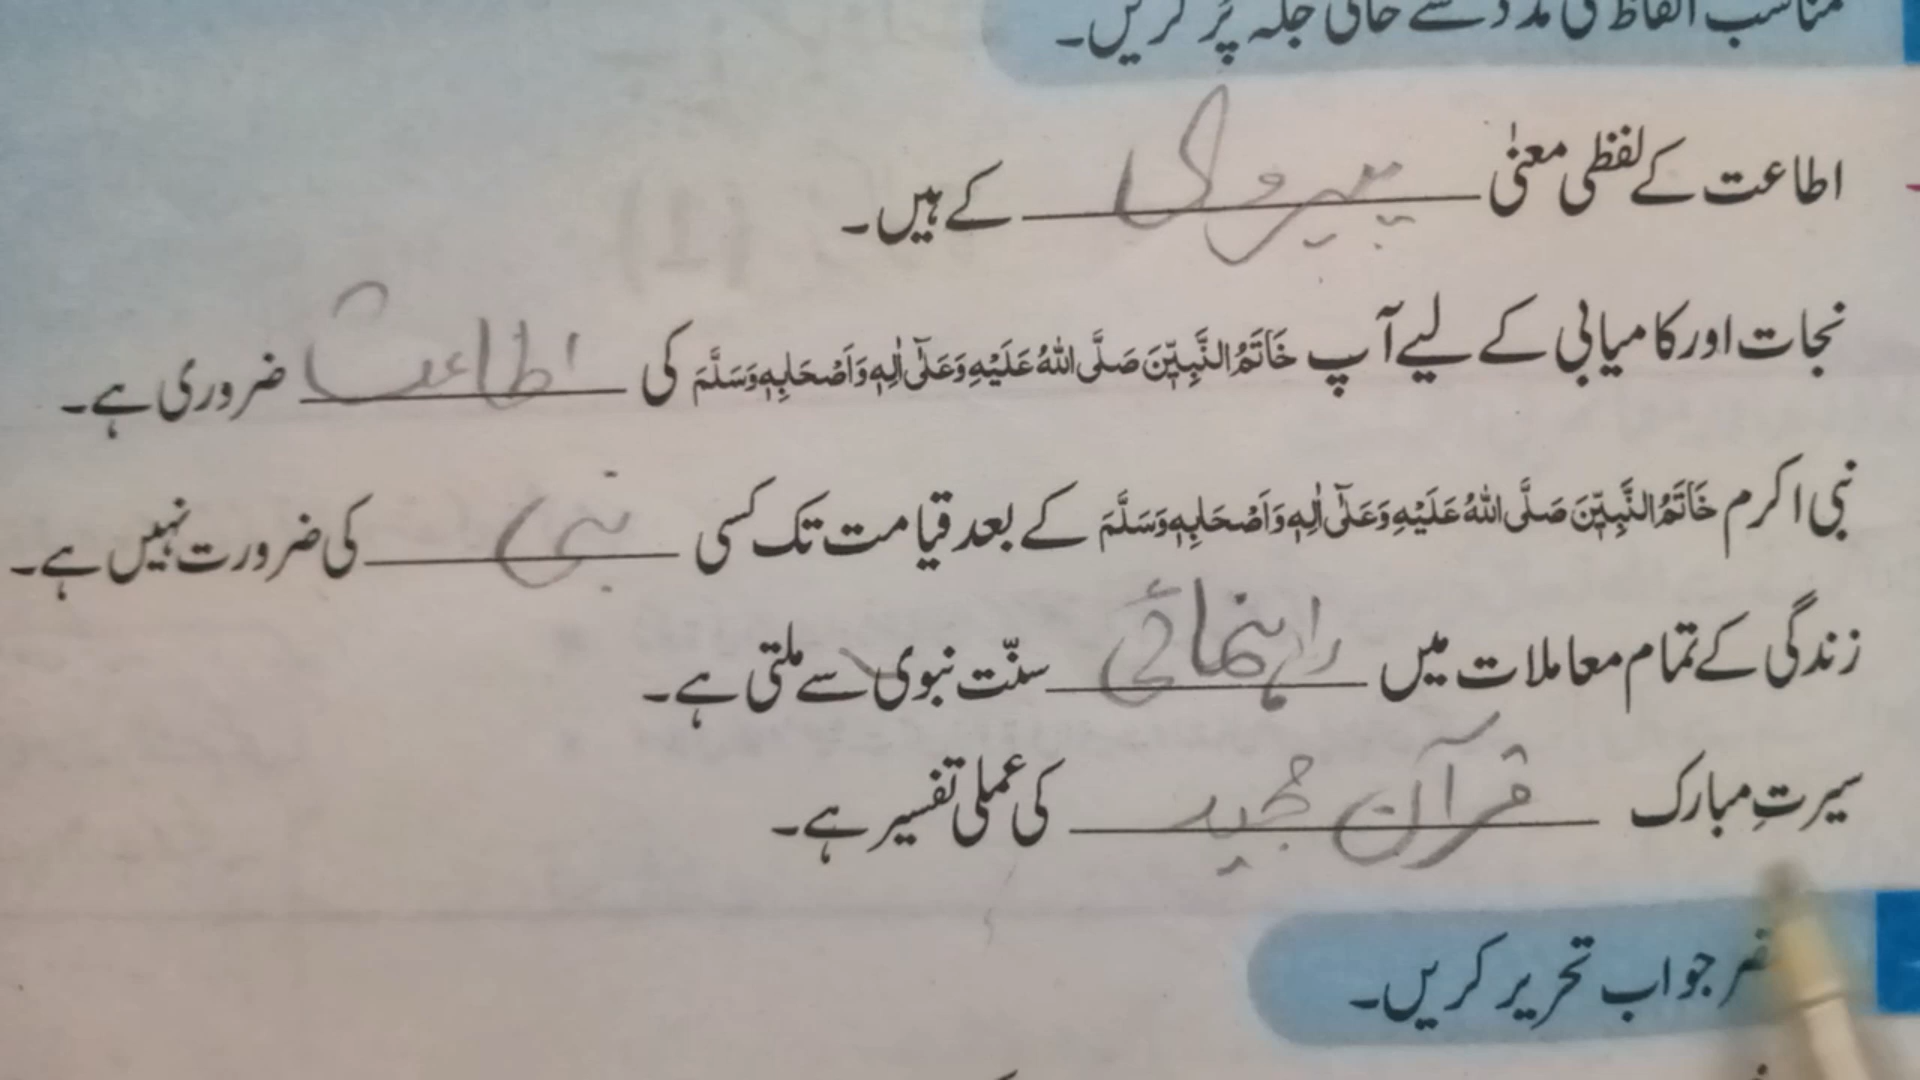 مناسب الفاظ کی مدد سے خالی جگہ پُر کریں۔
اطاعت کے لفظی معنیٰ پیروی کے ہیں۔
نجات اور کامیابی کے لیے آپ خَاتَمُ النَّبِیّٖنَ صَلَّی اللّٰہُ عَلَیْہِ وَعَلٰٓی اٰلِہٖ وَاَصْحَابِہٖ وَسَلَّمَ کی اطاعت ضروری ہے۔
نبی اکرم خَاتَمُ النَّبِیّٖنَ صَلَّی اللّٰہُ عَلَیْہِ وَعَلٰٓی اٰلِہٖ وَاَصْحَابِہٖ وَسَلَّمَ کے بعد قیامت تک کسی نبی کی ضرورت نہیں ہے۔
زندگی کے تمام معاملات میں راہنمائی سنّت نبوی سے ملتی ہے۔
سیرتِ مبارک قرآن مجید کی عملی تفسیر ہے۔
جواب تحریر کریں۔